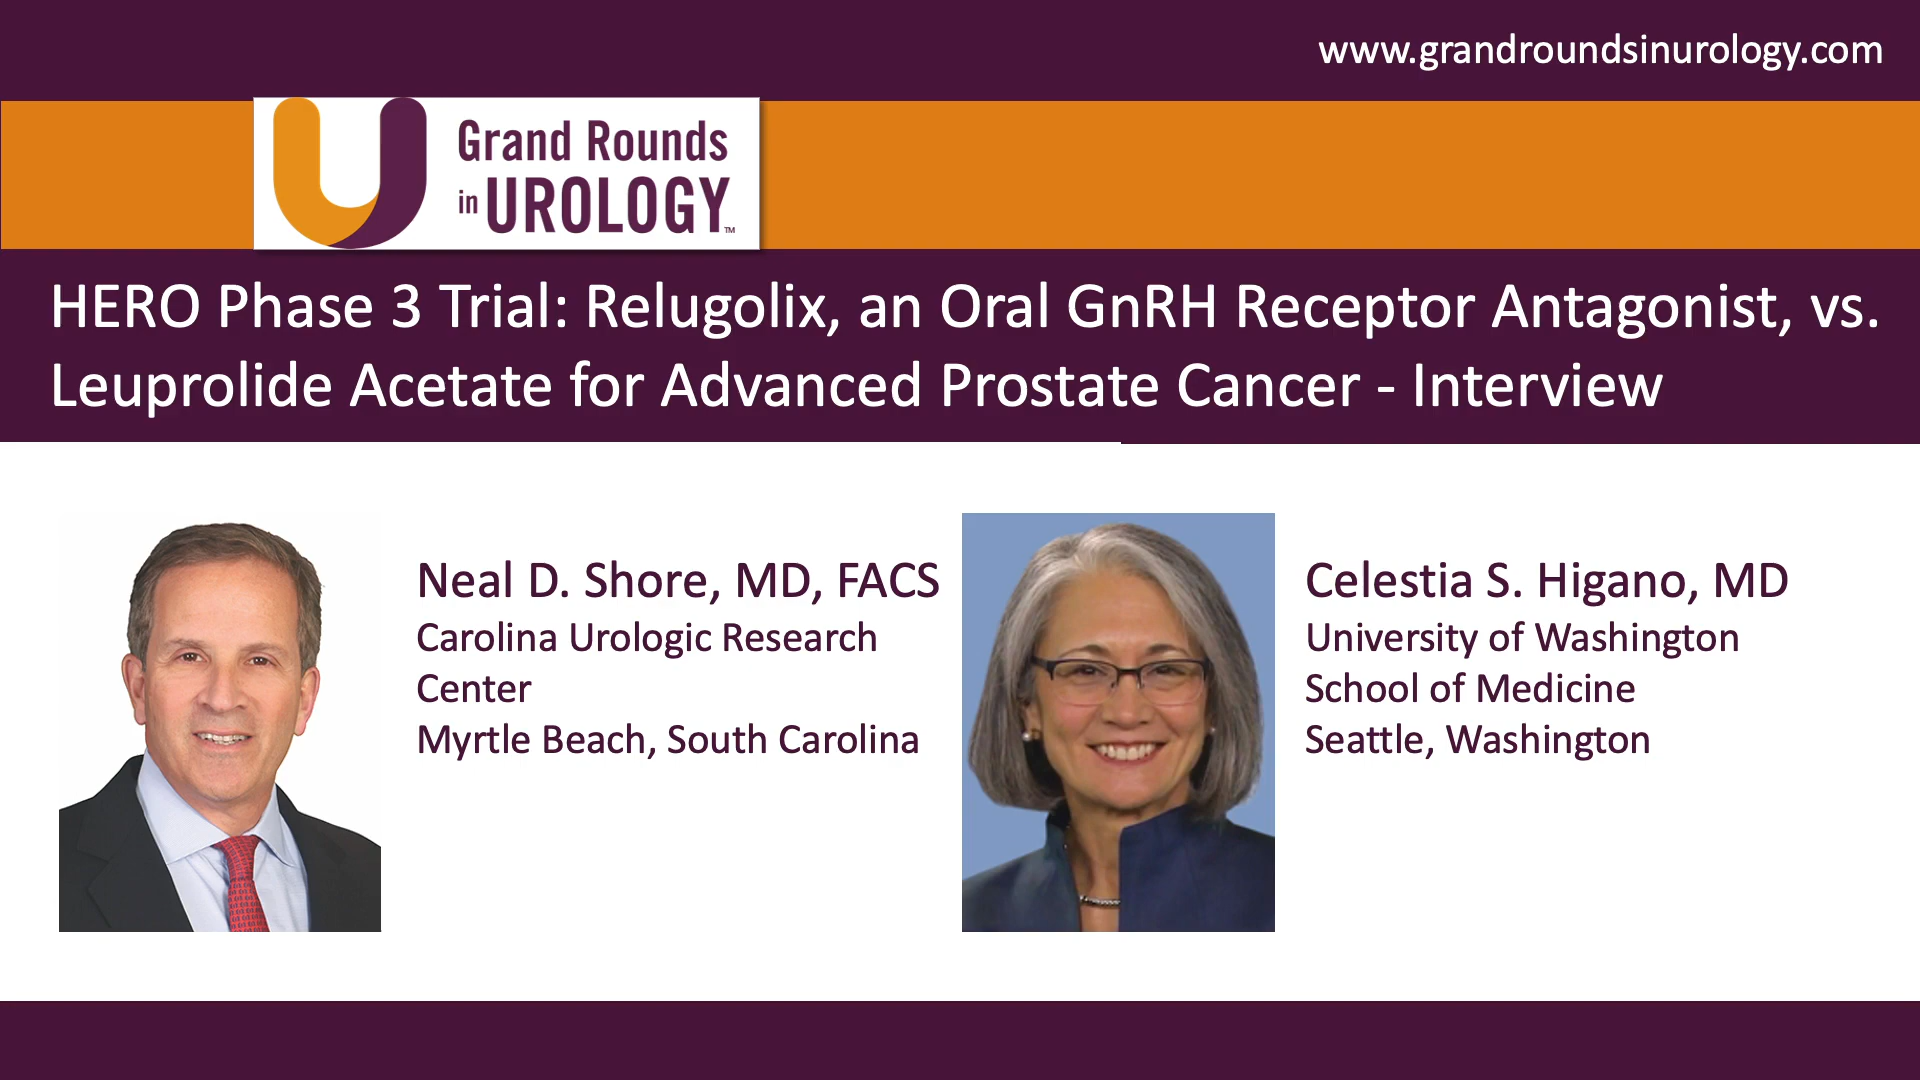 www.grandroundsinurology.com
Grand Rounds
in UROLOGY™
HERO Phase 3 Trial: Relugolix, an Oral GnRH Receptor Antagonist, vs.
Leuprolide Acetate for Advanced Prostate Cancer - Interview
Neal D. Shore, MD, FACS
Carolina Urologic Research
Center
Myrtle Beach, South Carolina
Celestia S. Higano, MD
University of Washington
School of Medicine
Seattle, Washington